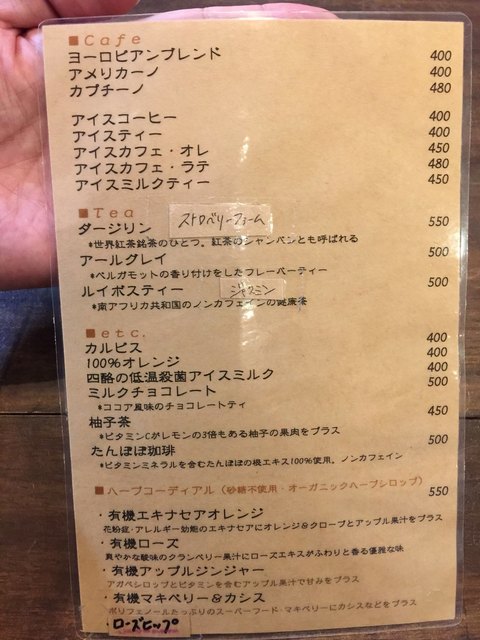 ■Cafe
ヨーロピアンブレンド 400
アメリカーノ 400
カプチーノ 480
アイスコーヒー 400
アイスティー 400
アイスカフェ・オレ 450
アイスカフェ・ラテ 480
アイスミルクティー 450
■Tea
ダージリン ストロベリーファーム 550
*世界紅茶銘茶のひとつ。紅茶のシャンパンとも呼ばれる
アールグレイ 500
*ベルガモットの香り付けをしたフレーバーティー
ルイボスティー ジャスミン 500
*南アフリカ共和国のノンカフェインの健康茶
■etc.
カルピス 400
100%オレンジ 400
四酪の低温殺菌アイスミルク 400
ミルクチョコレート 500
*ココア風味のチョコレートティ
柚子茶 450
*ビタミンCがレモンの3倍もある柚子の果肉をプラス
たんぽぽ珈琲 500
*ビタミンミネラルを含むたんぽぽの根エキス100%使用。ノンカフェイン
■ハーブコーディアル（砂糖不使用・オーガニックハーブシロップ） 550
・有機エキナセアオレンジ
花粉症・アレルギー効能のエキナセアにオレンジ&クローブとアップル果汁をプラス
・有機ローズ
爽やかな酸味のクランベリー果汁にローズエキスがふわりと香る優雅な味
・有機アップルジンジャー
アガベシロップとビタミンを含むアップル果汁で甘みをプラス
・有機マキベリー&カシス
ポリフェノールたっぷりのスーパーフード・マキベリーにカシスなどをプラス
・ローズヒップ